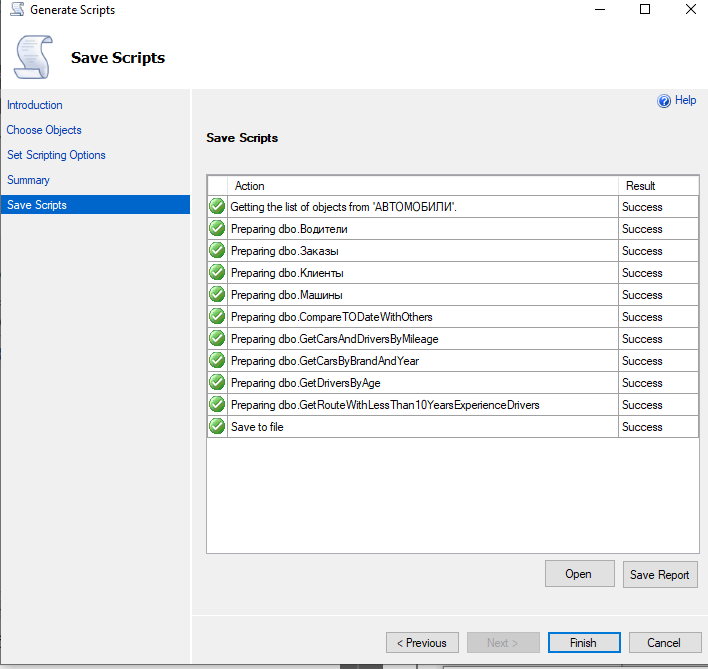 Generate Scripts
Save Scripts
Introduction
Choose Objects
Set Scripting Options
Summary
Save Scripts
Help
Save Scripts
Action Result
Getting the list of objects from 'АВТОМОБИЛИ'. Success
Preparing dbo.Водители Success
Preparing dbo.Заказы Success
Preparing dbo.Клиенты Success
Preparing dbo.Машины Success
Preparing dbo.CompareTODateWithOthers Success
Preparing dbo.GetCarsAndDriversByMileage Success
Preparing dbo.GetCarsByBrandAndYear Success
Preparing dbo.GetDriversByAge Success
Preparing dbo.GetRouteWithLessThan10YearsExperienceDrivers Success
Save to file Success
Open Save Report
< Previous Next > Finish Cancel